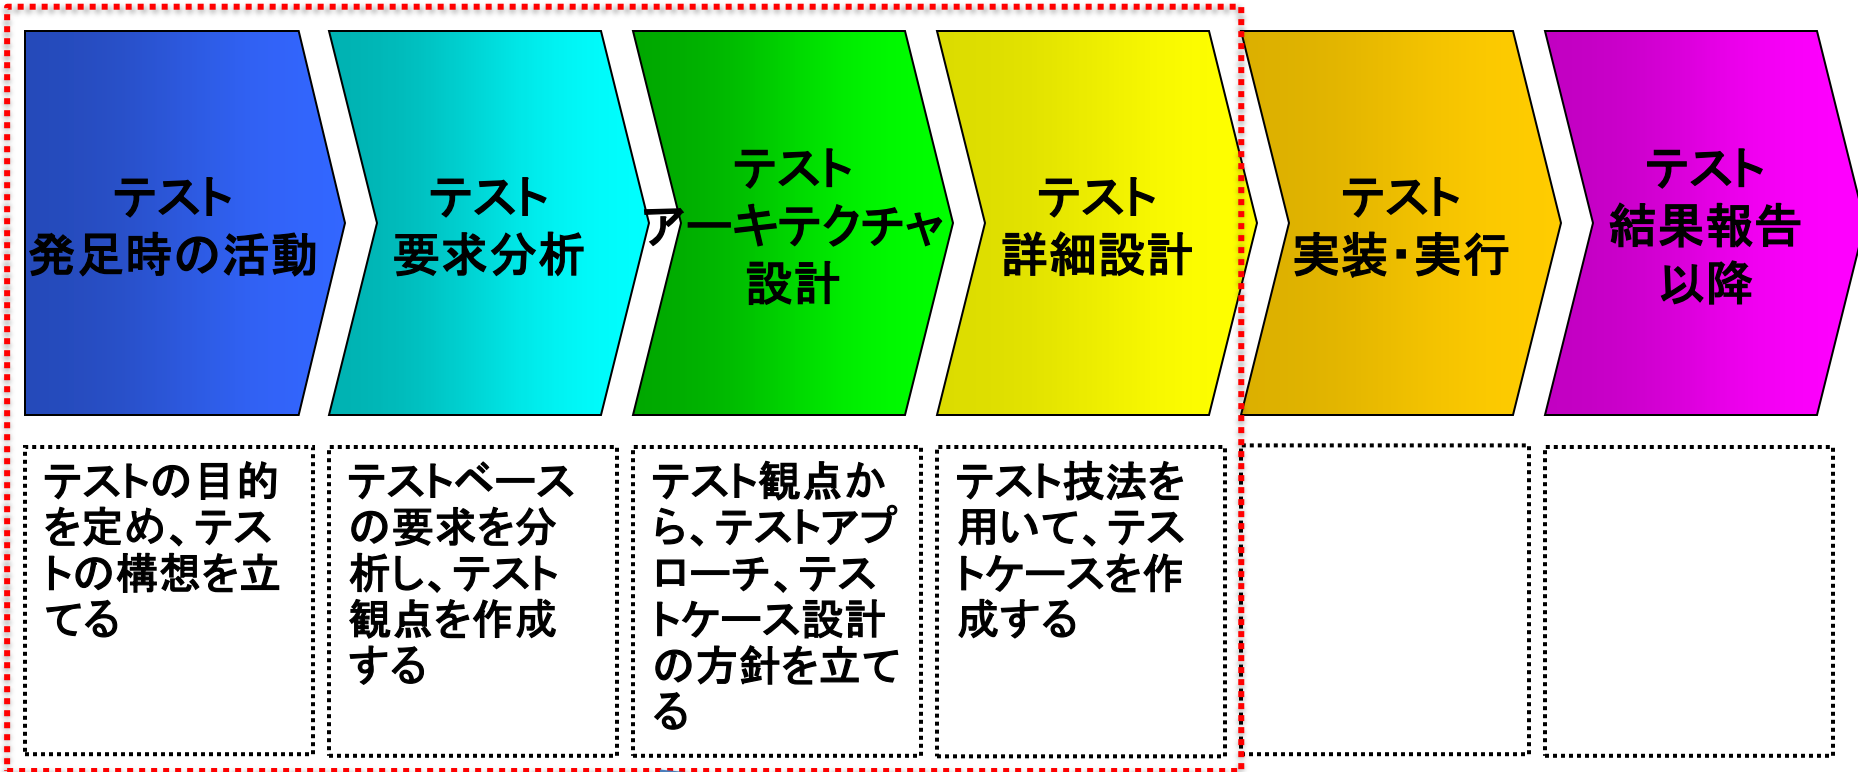 テスト
発足時の活動
テスト
要求分析
テスト
アーキテクチャ
設計
テスト
詳細設計
テスト
実装・実行
テスト
結果報告
以降
テストの目的
を定め、テス
トの構想を立
てる
テストベース
の要求を分
析し、テスト
観点を作成
する
テスト観点か
ら、テストアプ
ローチ、テス
トケース設計
の方針を立て
る
テスト技法を
用いて、テス
トケースを作
成する